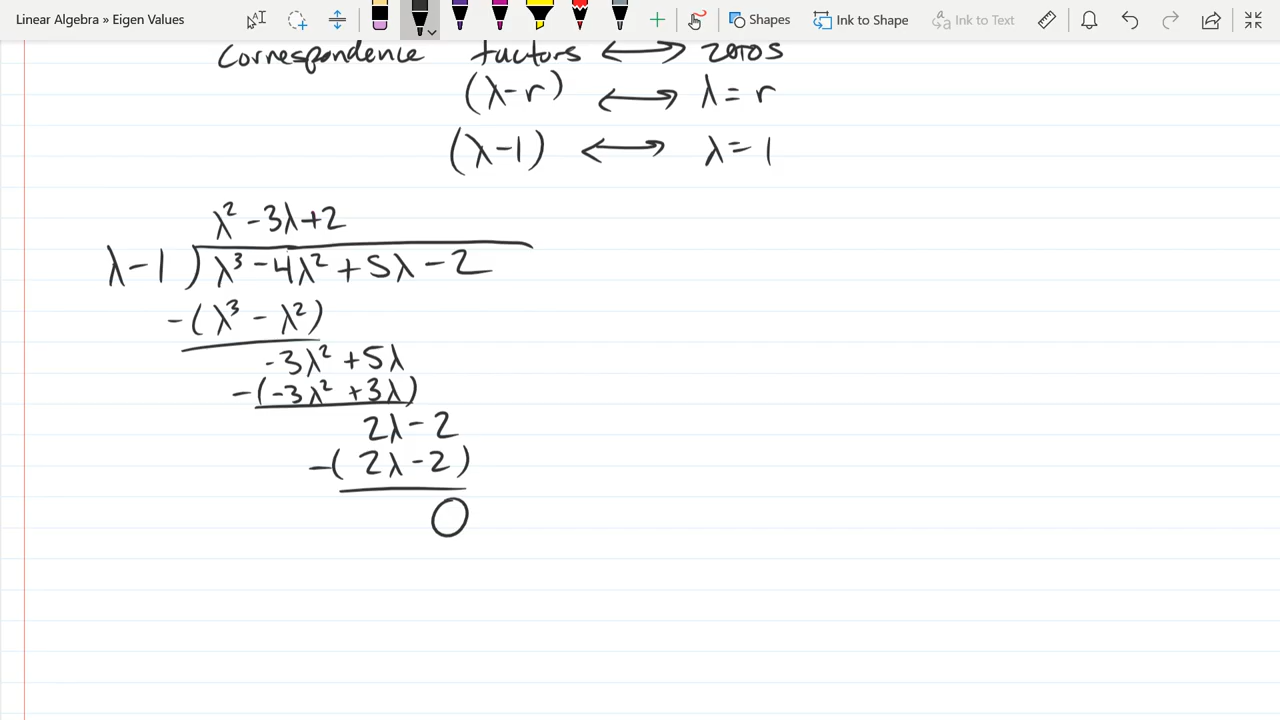 Linear Algebra » Eigen Values
Shapes
Ink to Shape
Ink to Text
Correspondence factors ⟷ zeros
(λ-r) ⟷ λ = r
(λ-1) ⟷ λ = 1
λ² - 3λ + 2
λ - 1 ) λ³ - 4λ² + 5λ - 2
-( λ³ - λ² )
-3λ² + 5λ
-( -3λ² + 3λ )
2λ - 2
-( 2λ - 2 )
0